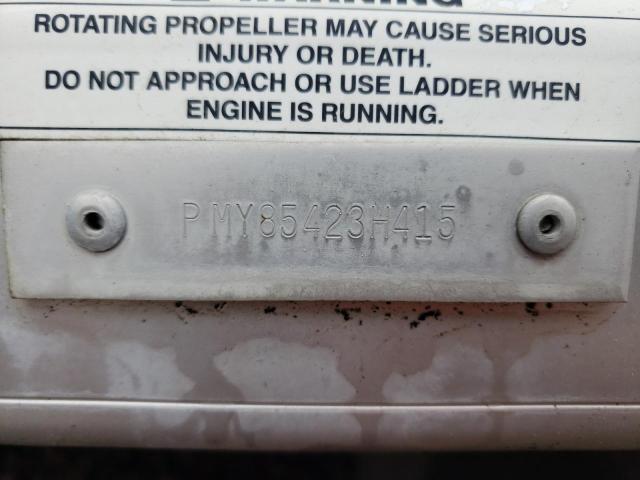 WARNING
ROTATING PROPELLER MAY CAUSE SERIOUS
INJURY OR DEATH.
DO NOT APPROACH OR USE LADDER WHEN
ENGINE IS RUNNING.
PMY85423H415